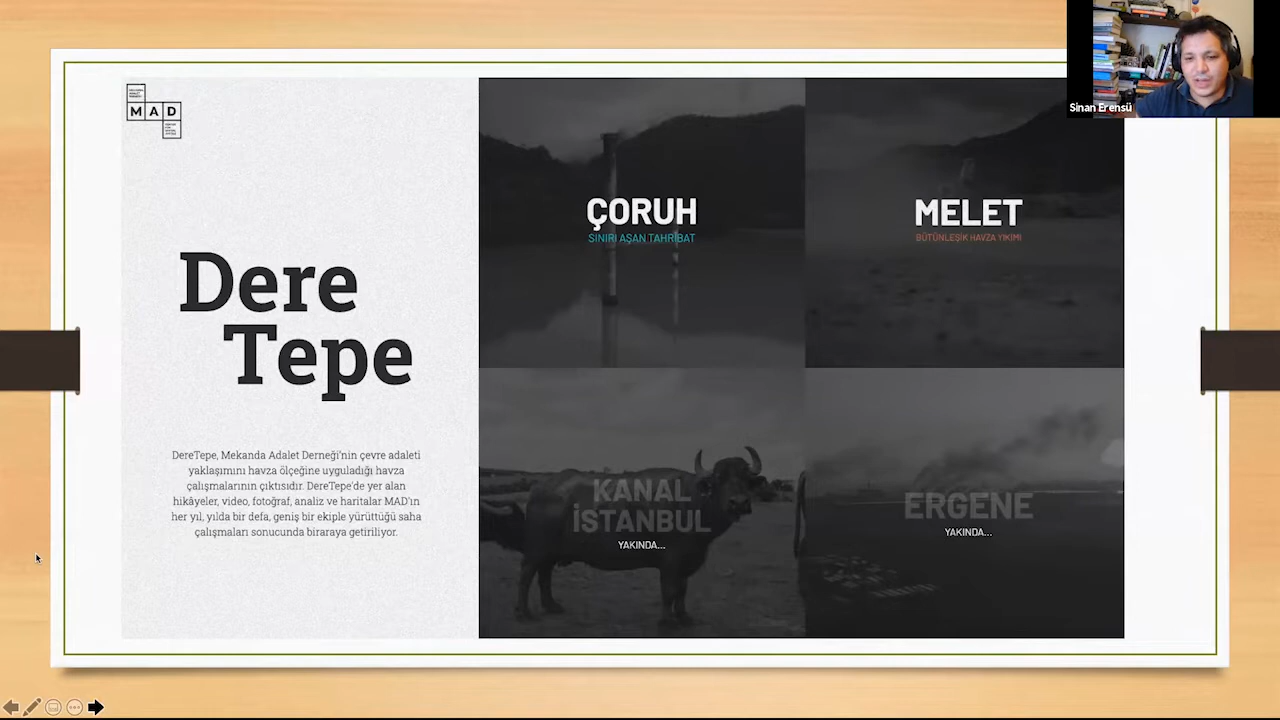 Sinan Erensü
MAD
Dere
Tepe
DereTepe, Mekanda Adalet Derneği'nin çevre adaleti
yaklaşımını havza ölçeğine uyguladığı havza
çalışmalarının çıktısıdır. DereTepe'de yer alan
hikâyeler, video, fotoğraf, analiz ve haritalar MAD'ın
her yıl, yılda bir defa, geniş bir ekiple yürüttüğü saha
çalışmaları sonucunda biraraya getiriliyor.
ÇORUH
SINIRI AŞAN TAHRİBAT
MELET
BÜTÜNLEŞİK HAVZA YIKIMI
KANAL
İSTANBUL
YAKINDA...
ERGENE
YAKINDA...